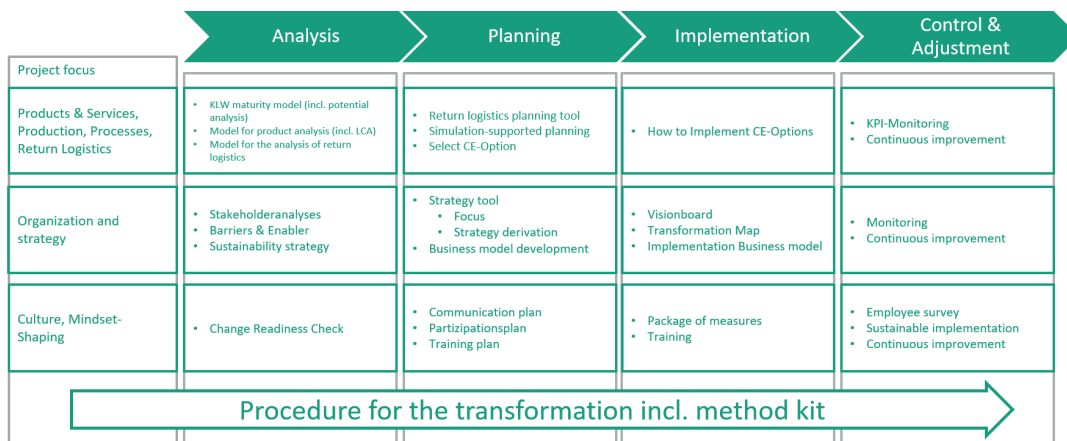 Analysis
Planning
Implementation
Control &
Adjustment
Project focus
Products & Services,
Production, Processes,
Return Logistics
• KLW maturity model (incl. potential
analysis)
• Model for product analysis (incl. LCA)
• Model for the analysis of return
logistics
• Return logistics planning tool
• Simulation-supported planning
• Select CE-Option
• How to Implement CE-Options
• KPI-Monitoring
• Continuous improvement
Organization and
strategy
• Stakeholderanalyses
• Barriers & Enabler
• Sustainability strategy
• Strategy tool
• Focus
• Strategy derivation
• Business model development
• Visionboard
• Transformation Map
• Implementation Business model
• Monitoring
• Continuous improvement
Culture, Mindset-
Shaping
• Change Readiness Check
• Communication plan
• Partizipationsplan
• Training plan
• Package of measures
• Training
• Employee survey
• Sustainable implementation
• Continuous improvement
Procedure for the transformation incl. method kit